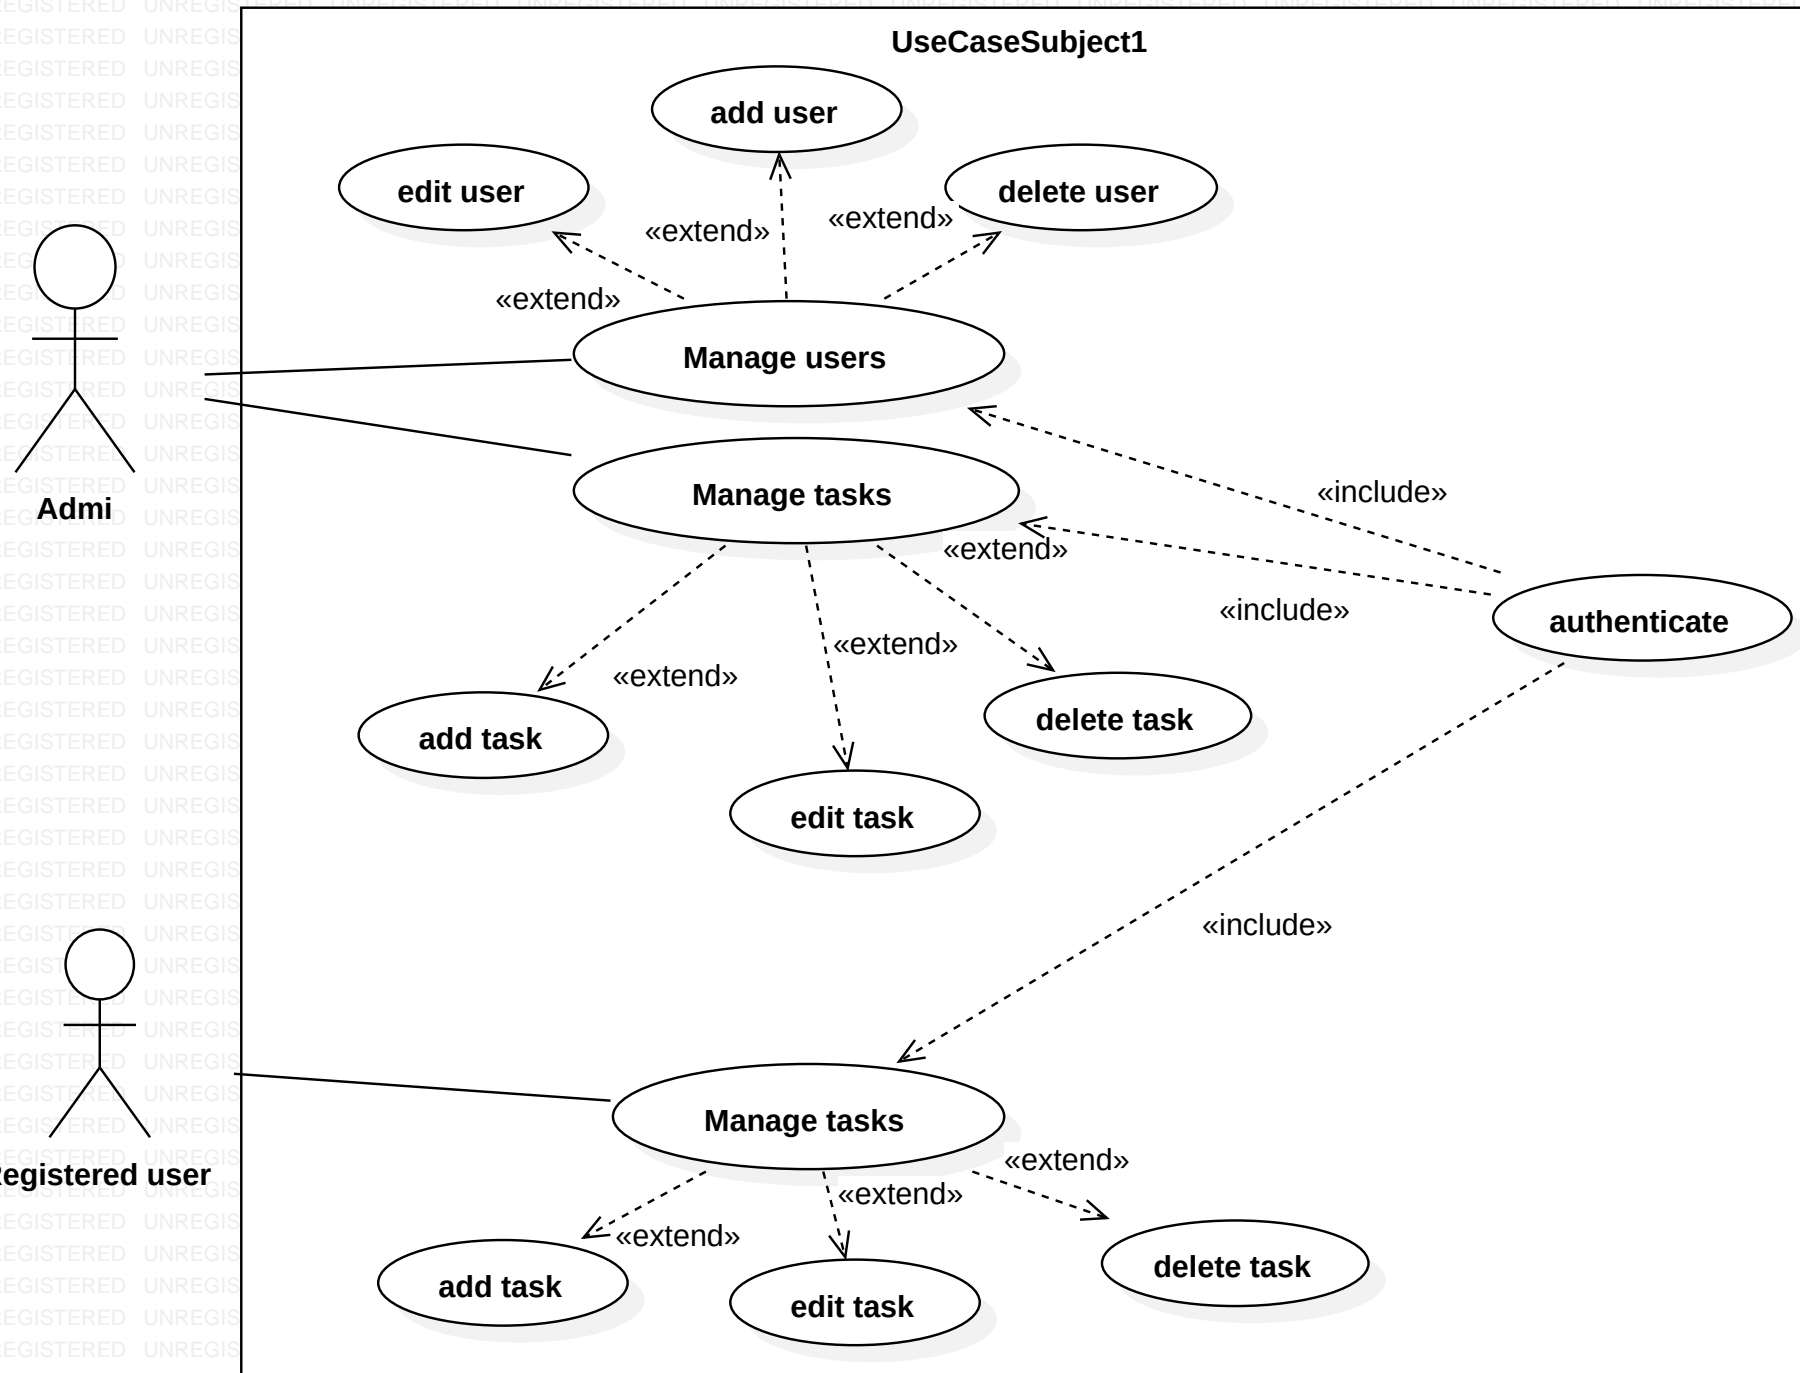 UseCaseSubject1
add user
edit user
delete user
«extend»
«extend»
«extend»
Manage users
Admi
Manage tasks
«include»
«extend»
«include»
authenticate
«extend»
«extend»
add task
delete task
edit task
«include»
Registered user
Manage tasks
«extend»
«extend»
«extend»
add task
edit task
delete task
UNREGISTERED